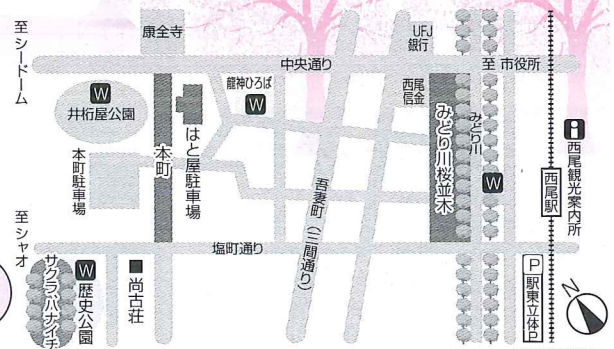 康全寺
UFJ
銀行
至 シードーム
中央通り
至 市役所
龍神ひろば
W
西尾
信金
W
井桁屋公園
はと屋駐車場
本町
本町駐車場
みどり川桜並木
みどり川
W
i
西尾観光案内所
西尾駅
吾妻町(三間通り)
至 シャオ
塩町通り
サクラバナイチ
W
歴史公園
尚古荘
P
駅東立体P
N